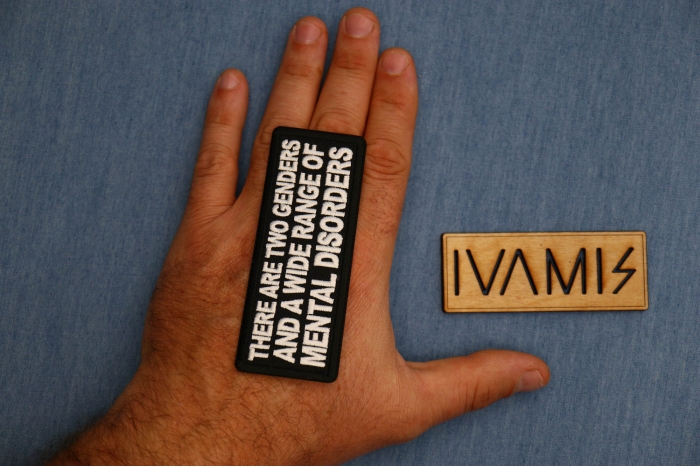 THERE ARE TWO GENDERS
AND A WIDE RANGE OF
MENTAL DISORDERS
IVAMIS